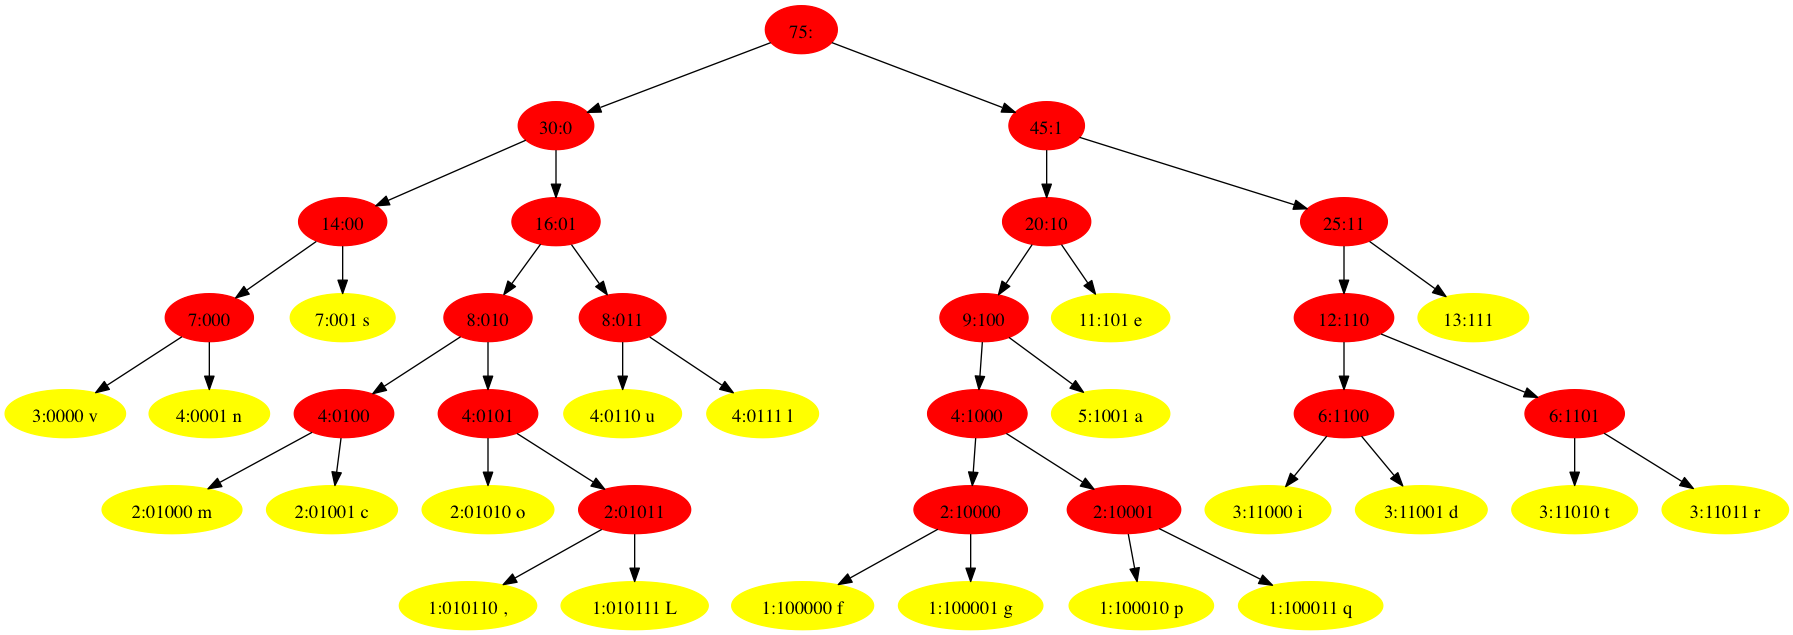 75:
30:0 45:1
14:00 16:01 20:10 25:11
7:000 7:001 s 8:010 8:011 9:100 11:101 e 12:110 13:111
3:0000 v 4:0001 n 4:0100 4:0101 4:0110 u 4:0111 l 4:1000 5:1001 a 6:1100 6:1101
2:01000 m 2:01001 c 2:01010 o 2:01011 2:10000 2:10001 3:11000 i 3:11001 d 3:11010 t 3:11011 r
1:010110 , 1:010111 L 1:100000 f 1:100001 g 1:100010 p 1:100011 q